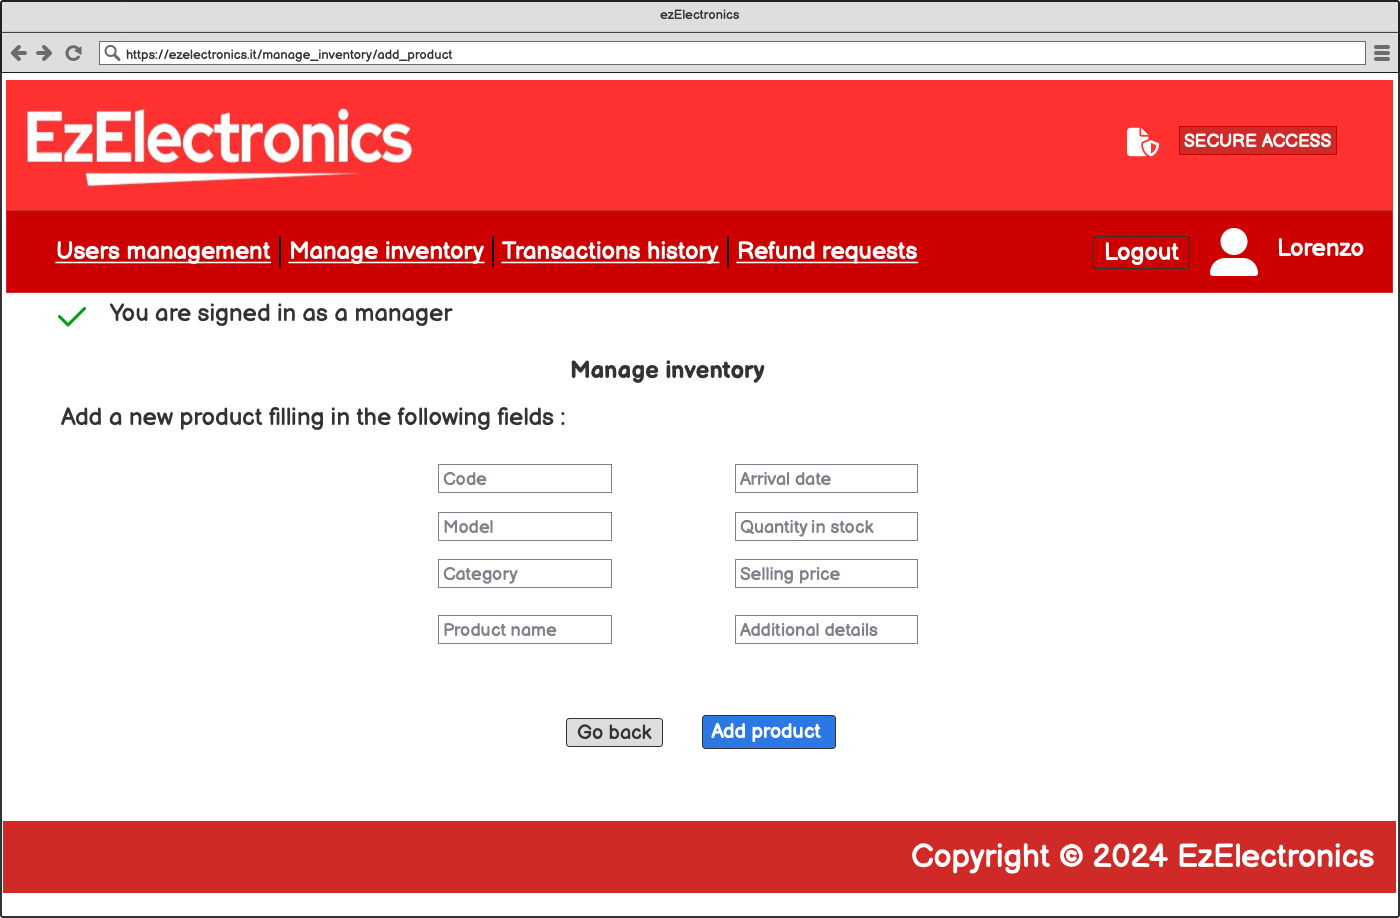 ezElectronics
https://ezelectronics.it/manage_inventory/add_product
EzElectronics
SECURE ACCESS
Users management Manage inventory Transactions history Refund requests Logout Lorenzo
You are signed in as a manager
Manage inventory
Add a new product filling in the following fields :
Code Arrival date
Model Quantity in stock
Category Selling price
Product name Additional details
Go back Add product
Copyright © 2024 EzElectronics